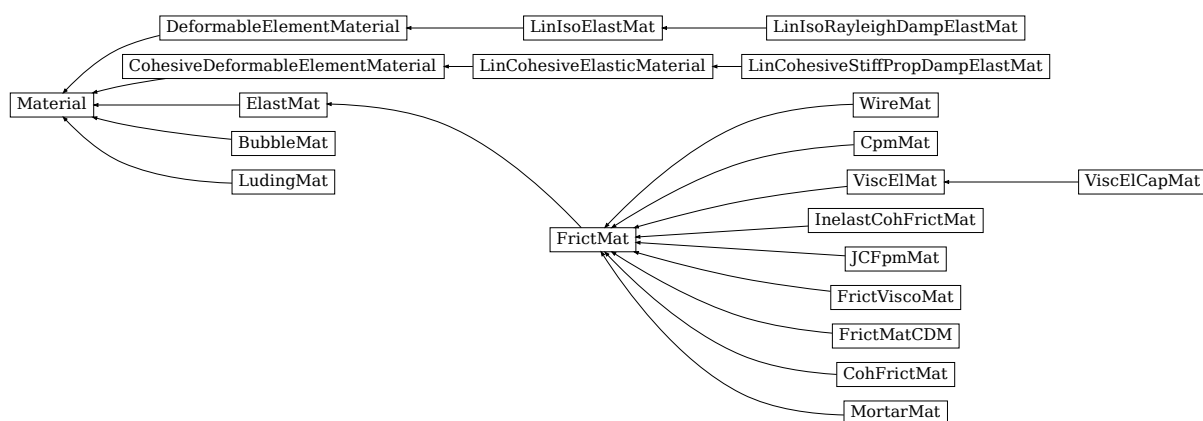 DeformableElementMaterial
LinIsoElastMat
LinIsoRayleighDampElastMat
CohesiveDeformableElementMaterial
LinCohesiveElasticMaterial
LinCohesiveStiffPropDampElastMat
Material
ElastMat
WireMat
BubbleMat
CpmMat
LudingMat
ViscElMat
ViscElCapMat
InelastCohFrictMat
FrictMat
JCFpmMat
FrictViscoMat
FrictMatCDM
CohFrictMat
MortarMat